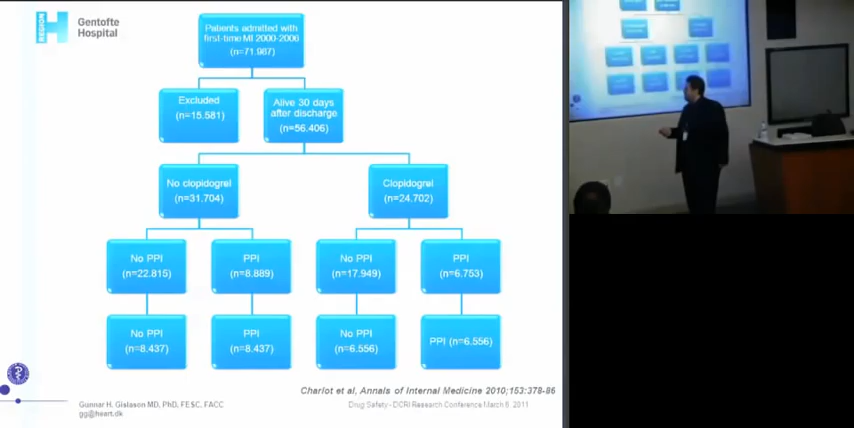 REGION
H
Gentofte
Hospital
Patients admitted with
first-time MI 2000-2006
(n=71.987)
Excluded
(n=15.581)
Alive 30 days
after discharge
(n=56.406)
No clopidogrel
(n=31.704)
Clopidogrel
(n=24.702)
No PPI
(n=22.815)
PPI
(n=8.889)
No PPI
(n=17.949)
PPI
(n=6.753)
No PPI
(n=8.437)
PPI
(n=8.437)
No PPI
(n=6.556)
PPI (n=6.556)
Charlot et al, Annals of Internal Medicine 2010;153:378-86
Gunnar H. Gislason MD, PhD, FESC, FACC
gg@heart.dk
Drug Safety - DCRI Research Conference March 8, 2011